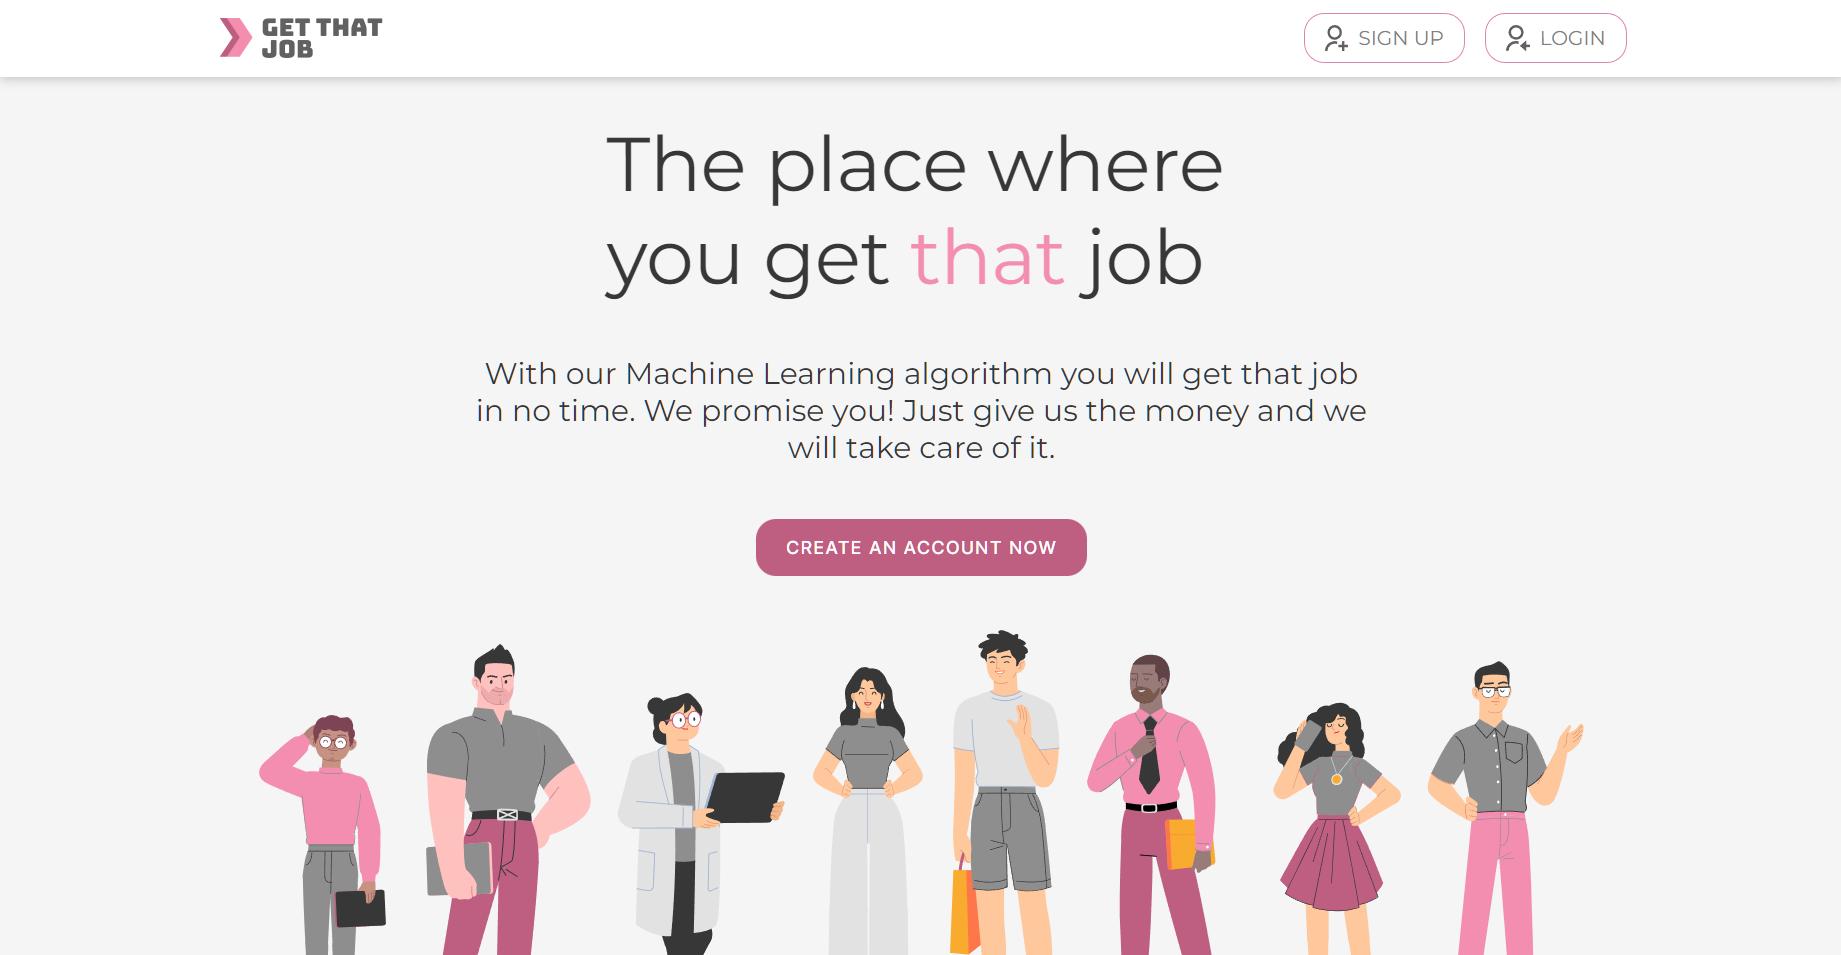 GET THAT
JOB
SIGN UP
LOGIN
The place where
you get that job
With our Machine Learning algorithm you will get that job
in no time. We promise you! Just give us the money and we
will take care of it.
CREATE AN ACCOUNT NOW